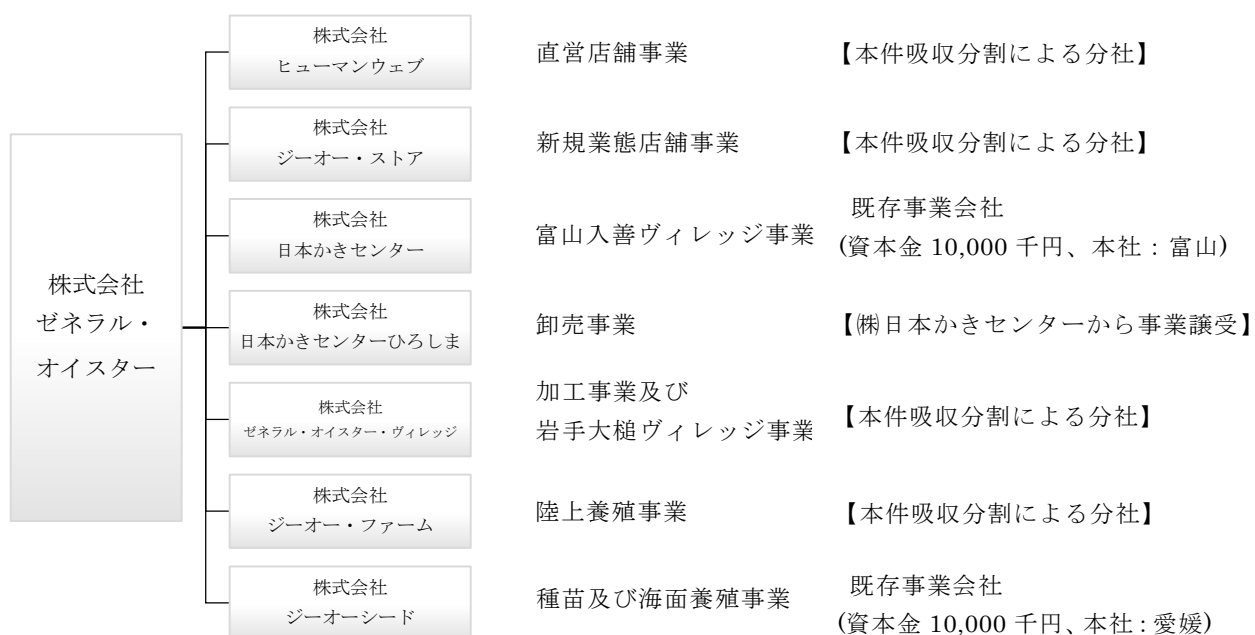 株式会社
ゼネラル・
オイスター
株式会社
ヒューマンウェブ
直営店舗事業
【本件吸収分割による分社】
株式会社
ジーオー・ストア
新規業態店舗事業
【本件吸収分割による分社】
株式会社
日本かきセンター
富山入善ヴィレッジ事業
既存事業会社
(資本金 10,000 千円、本社：富山)
株式会社
日本かきセンターひろしま
卸売事業
【㈱日本かきセンターから事業譲受】
株式会社
ゼネラル・オイスター・ヴィレッジ
加工事業及び
岩手大槌ヴィレッジ事業
【本件吸収分割による分社】
株式会社
ジーオー・ファーム
陸上養殖事業
【本件吸収分割による分社】
株式会社
ジーオーシード
種苗及び海面養殖事業
既存事業会社
(資本金 10,000 千円、本社：愛媛)